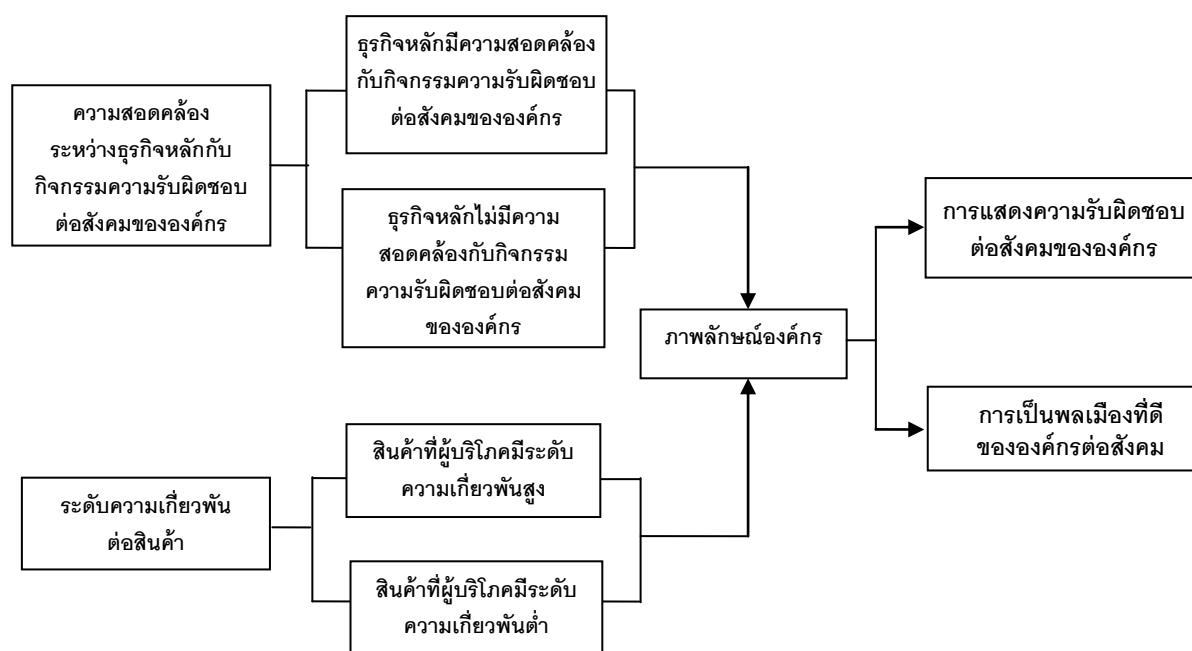 ความสอดคล้อง
ระหว่างธุรกิจหลักกับ
กิจกรรมความรับผิดชอบ
ต่อสังคมขององค์กร
ธุรกิจหลักมีความสอดคล้อง
กับกิจกรรมความรับผิดชอบ
ต่อสังคมขององค์กร
ธุรกิจหลักไม่มีความ
สอดคล้องกับกิจกรรม
ความรับผิดชอบต่อสังคม
ขององค์กร
ระดับความเกี่ยวพัน
ต่อสินค้า
สินค้าที่ผู้บริโภคมีระดับ
ความเกี่ยวพันสูง
สินค้าที่ผู้บริโภคมีระดับ
ความเกี่ยวพันต่ำ
ภาพลักษณ์องค์กร
การแสดงความรับผิดชอบ
ต่อสังคมขององค์กร
การเป็นพลเมืองที่ดี
ขององค์กรต่อสังคม